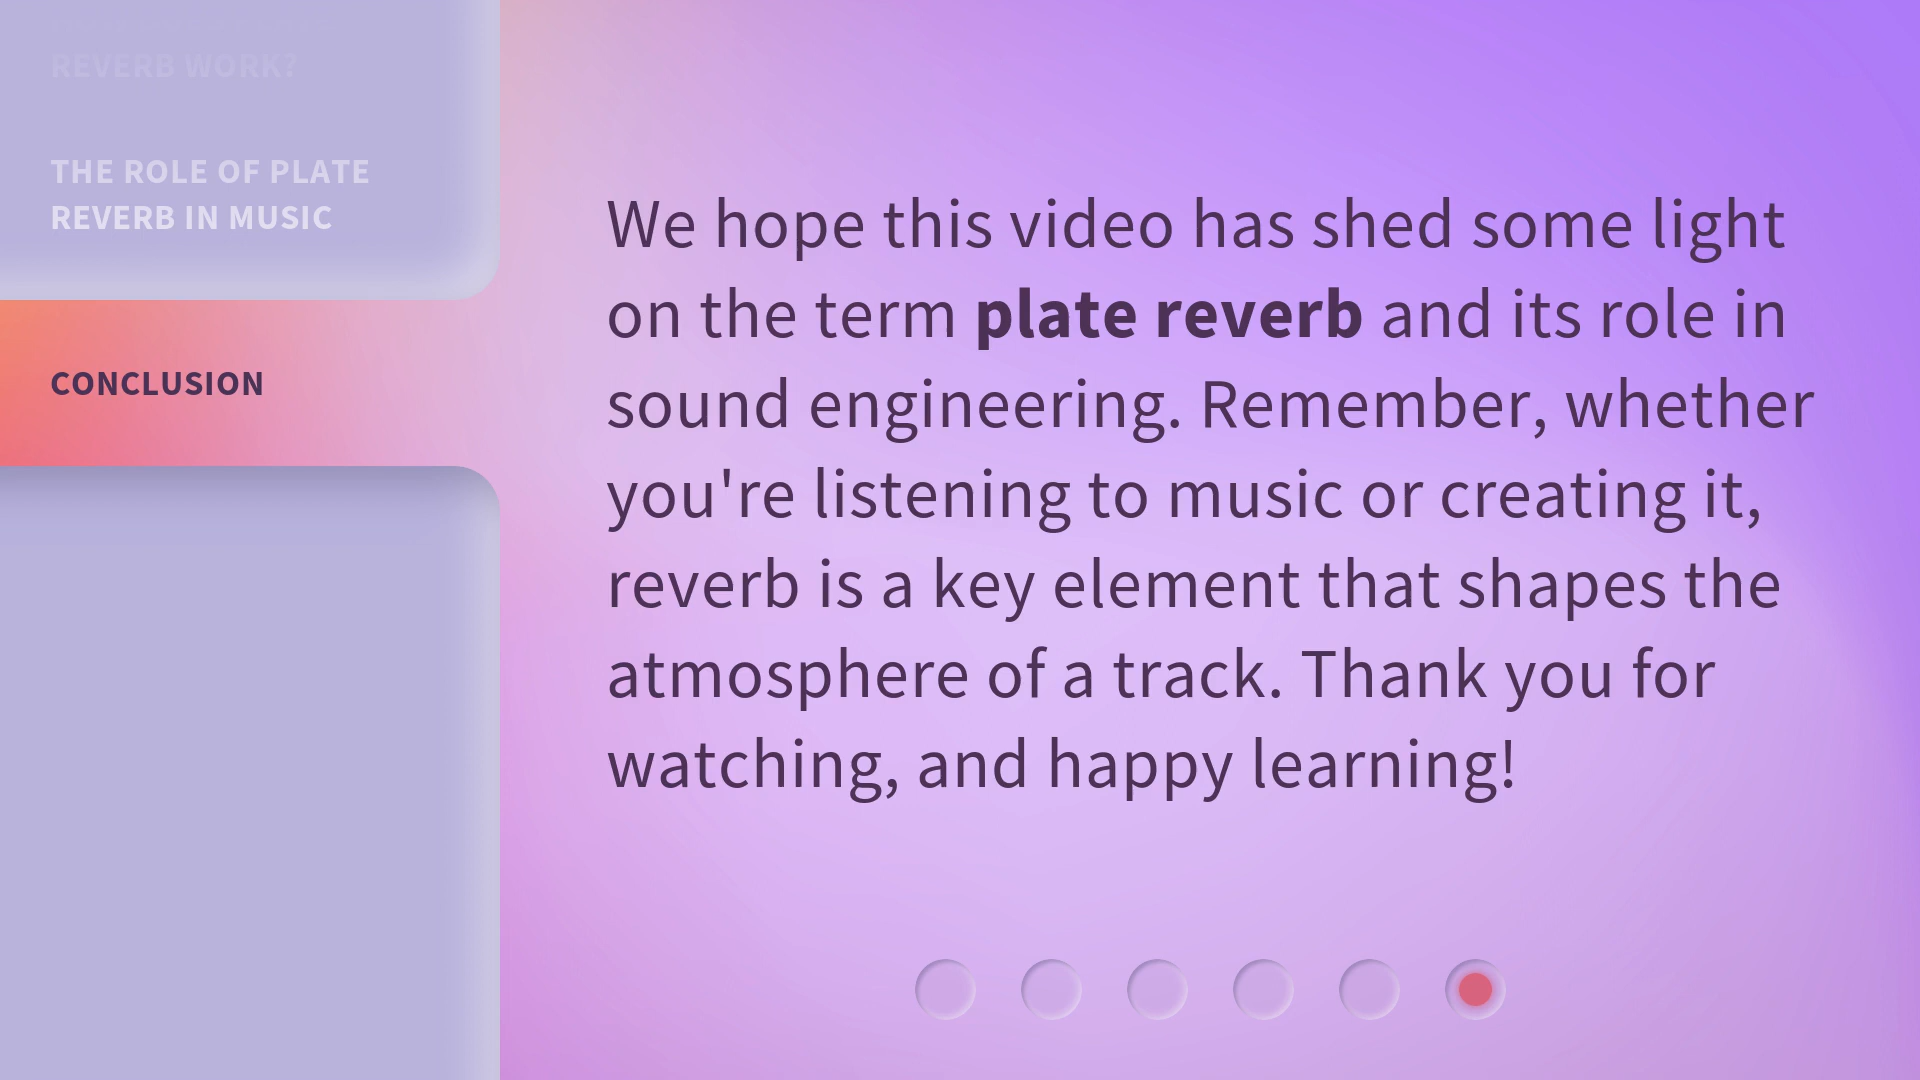 REVERB WORK?
THE ROLE OF PLATE
REVERB IN MUSIC
CONCLUSION
We hope this video has shed some light
on the term plate reverb and its role in
sound engineering. Remember, whether
you're listening to music or creating it,
reverb is a key element that shapes the
atmosphere of a track. Thank you for
watching, and happy learning!